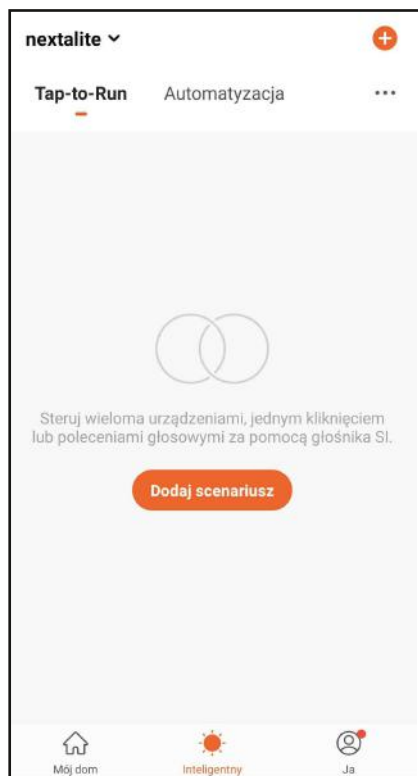 nextalite
Tap-to-Run Automatyzacja
Steruj wieloma urządzeniami, jednym kliknięciem
lub poleceniami głosowymi za pomocą głośnika SI.
Dodaj scenariusz
Mój dom Inteligentny Ja